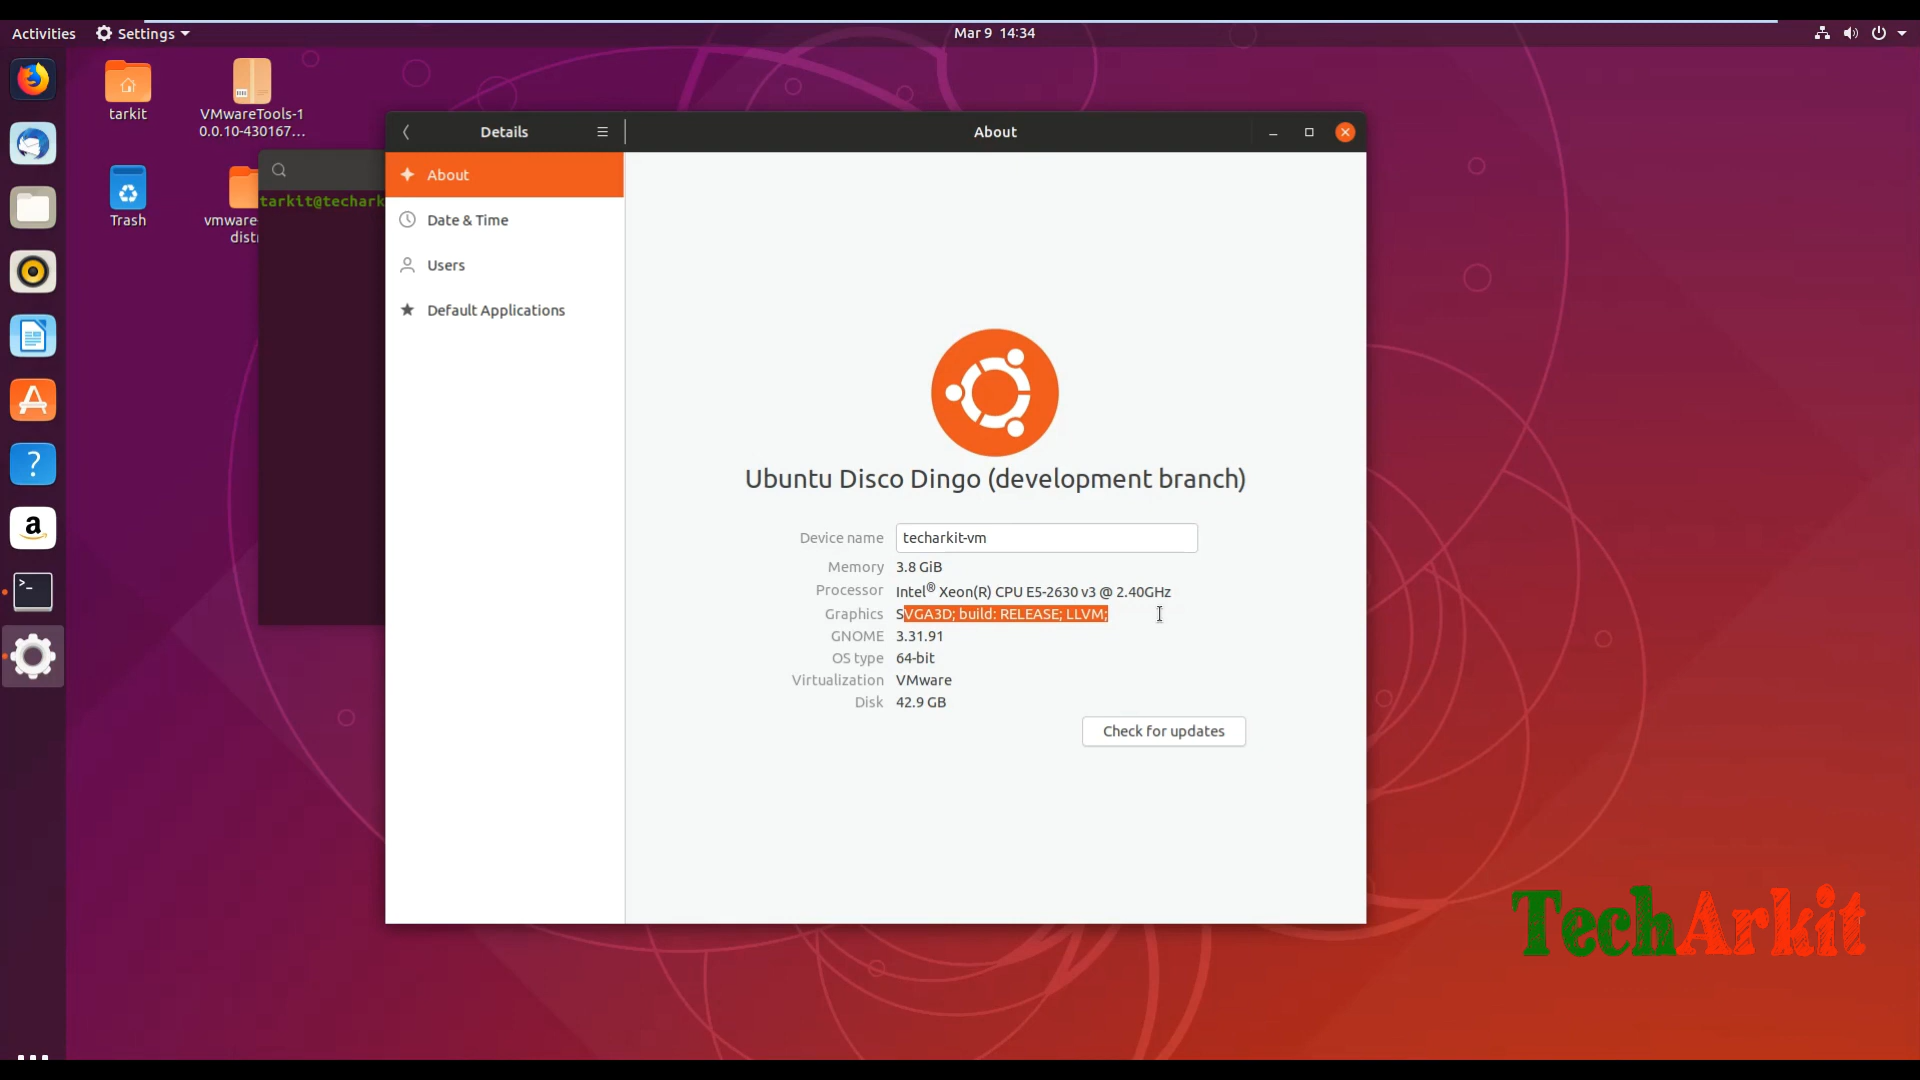 Activities
Settings
Mar 9 14:34
tarkit
VMwareTools-1
0.0.10-430167...
Trash
vmware-
distr
tarkit@techark
Details
About
About
Date & Time
Users
Default Applications
Ubuntu Disco Dingo (development branch)
Device name techarkit-vm
Memory 3.8 GiB
Processor Intel® Xeon(R) CPU E5-2630 v3 @ 2.40GHz
Graphics SVGA3D; build: RELEASE; LLVM;
GNOME 3.31.91
OS type 64-bit
Virtualization VMware
Disk 42.9 GB
Check for updates
TechArkit